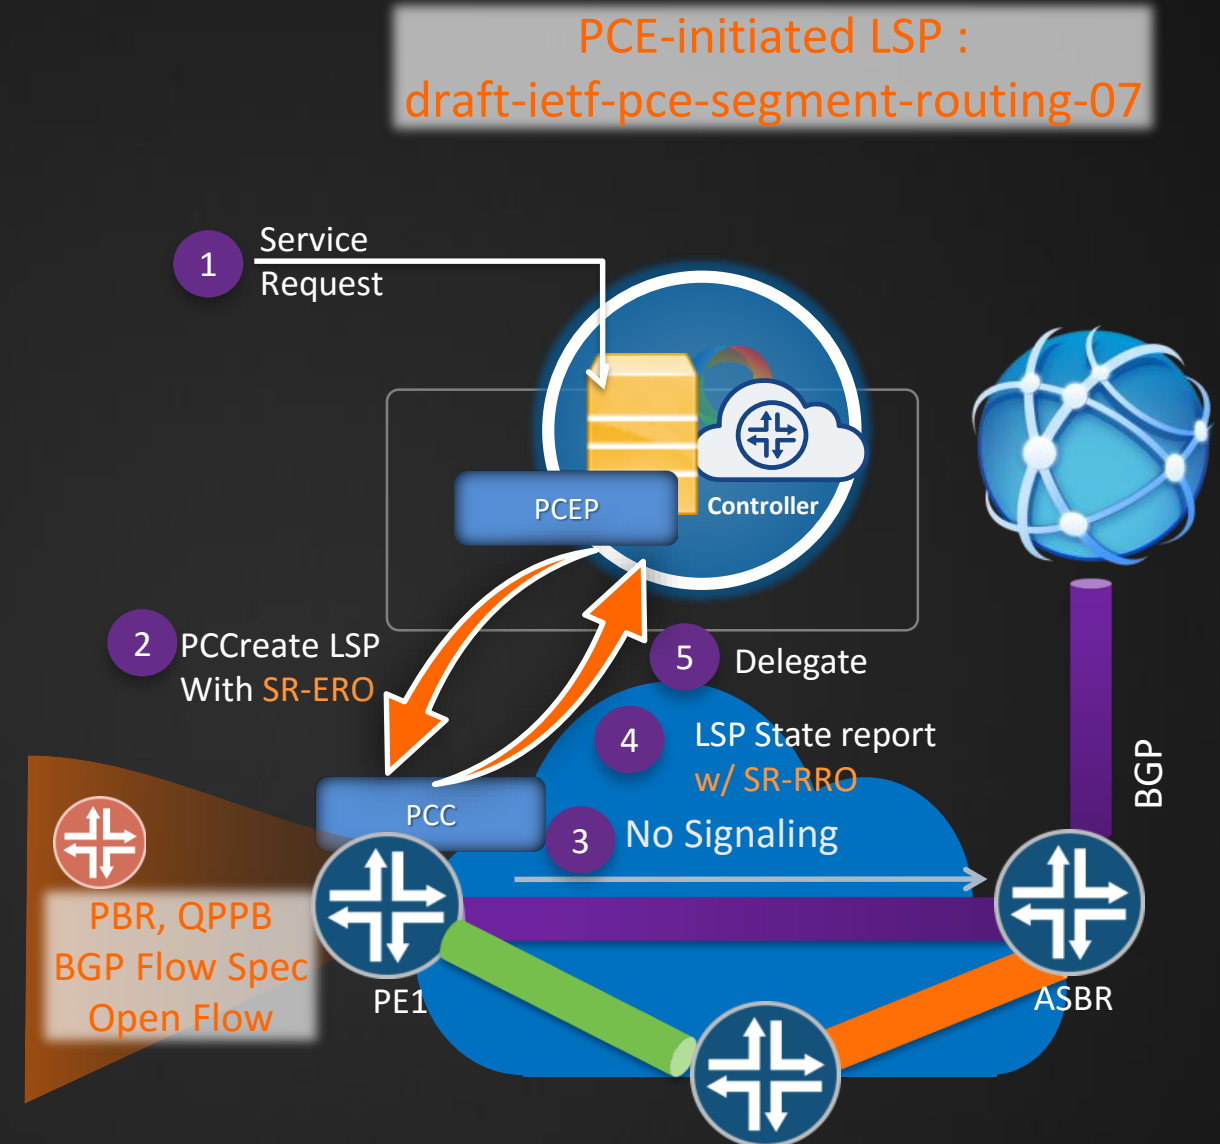 PCE-initiated LSP :
draft-ietf-pce-segment-routing-07
1
Service
Request
PCEP
Controller
2
PCCreate LSP
With SR-ERO
5
Delegate
4
LSP State report
w/ SR-RRO
BGP
PCC
3
No Signaling
PBR, QPPB
BGP Flow Spec
Open Flow
PE1
ASBR